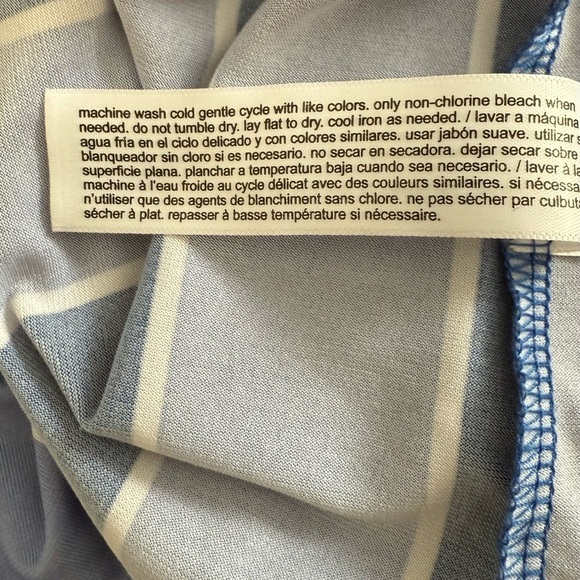 machine wash cold gentle cycle with like colors. only non-chlorine bleach when
needed. do not tumble dry. lay flat to dry. cool iron as needed. / lavar a máquina
agua fría en el ciclo delicado y con colores similares. usar jabón suave. utilizar
blanqueador sin cloro si es necesario. no secar en secadora. dejar secar sobre
superficie plana. planchar a temperatura baja cuando sea necesario. / laver à la
machine à l'eau froide au cycle délicat avec des couleurs similaires. si nécessa
n'utiliser que des agents de blanchiment sans chlore. ne pas sécher par culbut
sécher à plat. repasser à basse température si nécessaire.